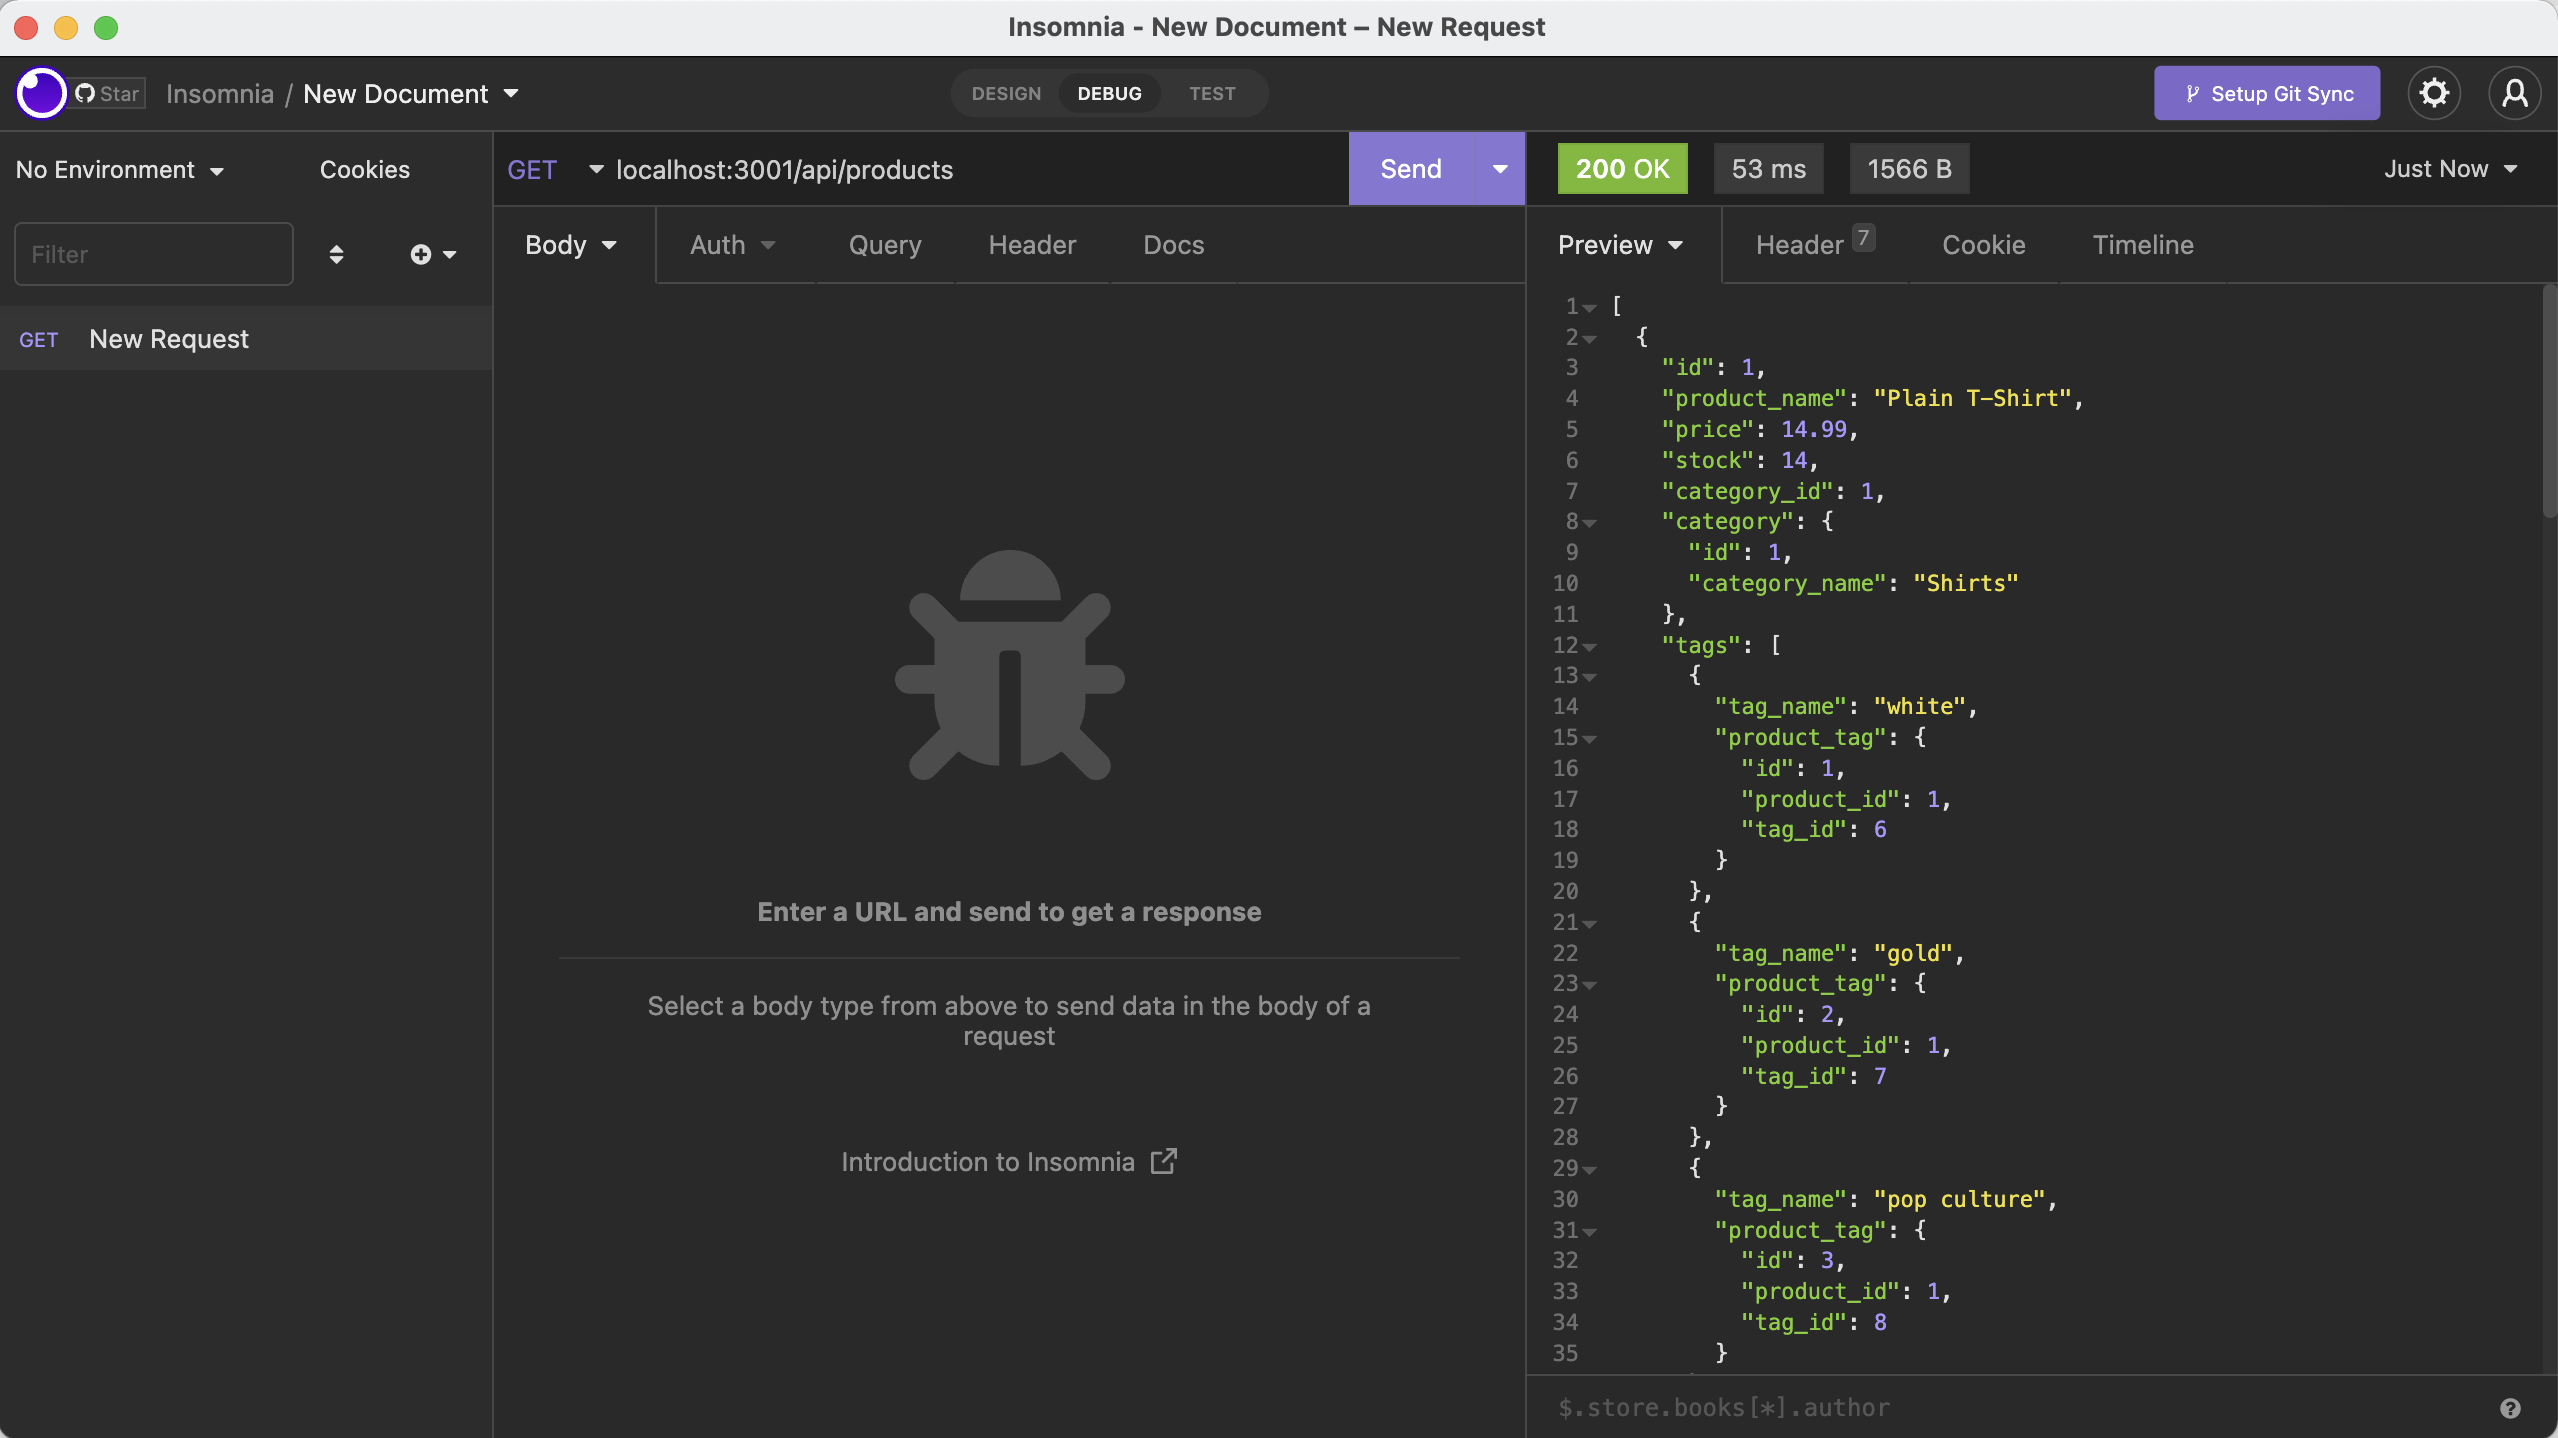 Insomnia - New Document – New Request
Star
Insomnia / New Document
DESIGN DEBUG TEST
Setup Git Sync
No Environment
Cookies
Filter
GET New Request
GET localhost:3001/api/products
Send
200 OK 53 ms 1566 B
Just Now
Body Auth Query Header Docs
Enter a URL and send to get a response
Select a body type from above to send data in the body of a
request
Introduction to Insomnia
Preview Header 7 Cookie Timeline
1 [
2 {
3 "id": 1,
4 "product_name": "Plain T-Shirt",
5 "price": 14.99,
6 "stock": 14,
7 "category_id": 1,
8 "category": {
9 "id": 1,
10 "category_name": "Shirts"
11 },
12 "tags": [
13 {
14 "tag_name": "white",
15 "product_tag": {
16 "id": 1,
17 "product_id": 1,
18 "tag_id": 6
19 }
20 },
21 {
22 "tag_name": "gold",
23 "product_tag": {
24 "id": 2,
25 "product_id": 1,
26 "tag_id": 7
27 }
28 },
29 {
30 "tag_name": "pop culture",
31 "product_tag": {
32 "id": 3,
33 "product_id": 1,
34 "tag_id": 8
35 }
$.store.books[*].author